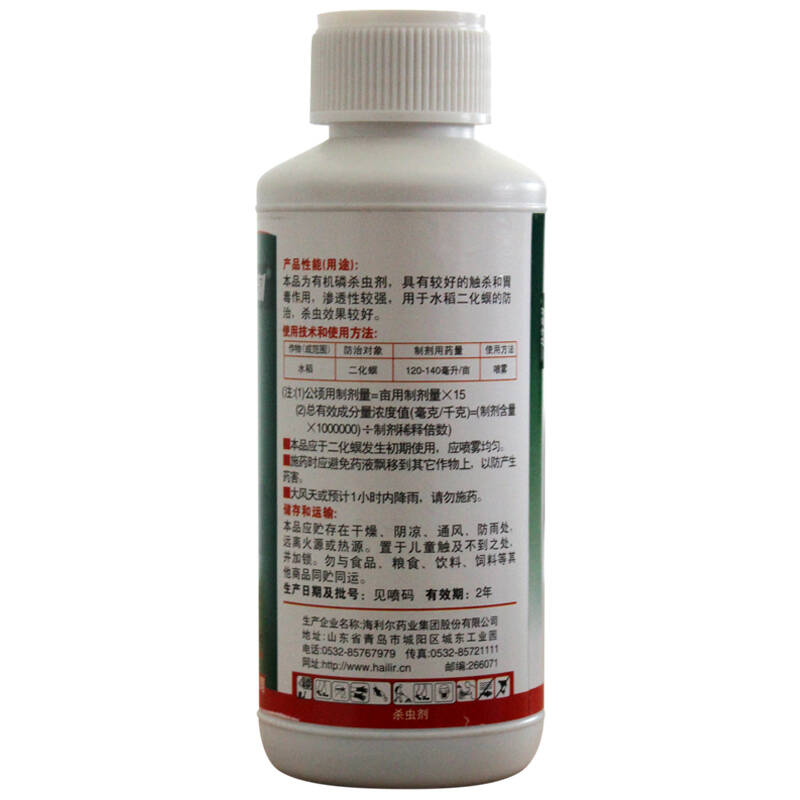 产品性能(用途):
本品为有机磷杀虫剂，具有较好的触杀和胃
毒作用，渗透性较强，用于水稻二化螟的防
治，杀虫效果较好。
使用技术和使用方法:
作物(或范围) 防治对象 制剂用药量 使用方法
水稻 二化螟 120-140毫升/亩 喷雾
(注:(1)公顷用制剂量=亩用制剂量×15
(2)总有效成分量浓度值(毫克/千克)=(制剂含量
×1000000)÷制剂稀释倍数)
■本品应于二化螟发生初期使用，应喷雾均匀。
■施药时应避免药液飘移到其它作物上，以防产生
药害。
■大风天或预计1小时内降雨，请勿施药。
储存和运输:
本品应贮存在干燥、阴凉、通风、防雨处，
远离火源或热源。置于儿童触及不到之处，
并加锁。勿与食品、粮食、饮料、饲料等其
他商品同贮同运。
生产日期及批号: 见喷码 有效期: 2年
生产企业名称:海利尔药业集团股份有限公司
地址:山东省青岛市城阳区城东工业园
电话:0532-85767979 传真:0532-85721111
网址:http://www.hailir.cn 邮编:266071
杀虫剂